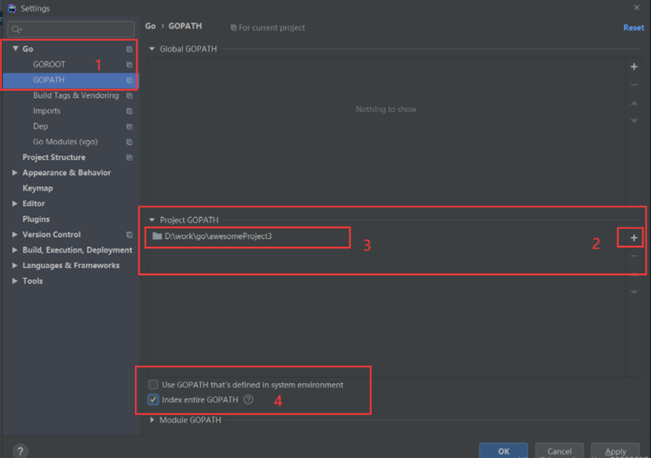 Settings
Go › GOPATH
For current project
Reset
Go
GOROOT
GOPATH
Build Tags & Vendoring
Imports
Dep
Go Modules (vgo)
Project Structure
Appearance & Behavior
Keymap
Editor
Plugins
Version Control
Build, Execution, Deployment
Languages & Frameworks
Tools
1
Global GOPATH
Nothing to show
Project GOPATH
D:\work\go\awesomeProject3
3
2
Use GOPATH that's defined in system environment
Index entire GOPATH
4
Module GOPATH
?
OK
Cancel
Apply